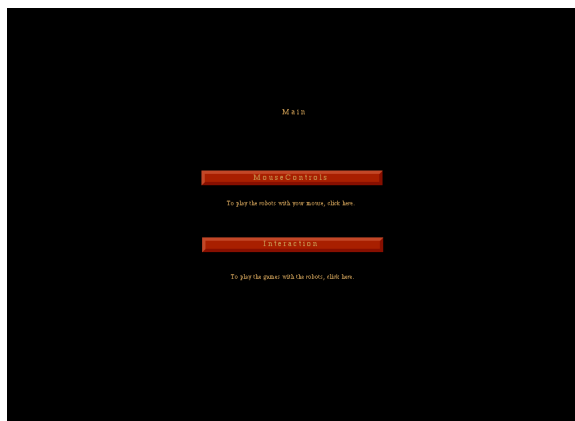 Main
MouseControls
To play the robots with your mouse, click here.
Interaction
To play the games with the robots, click here.